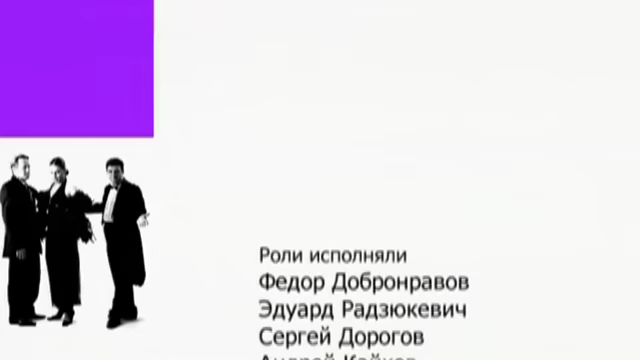 Роли исполняли
Федор Добронравов
Эдуард Радзюкевич
Сергей Дорогов